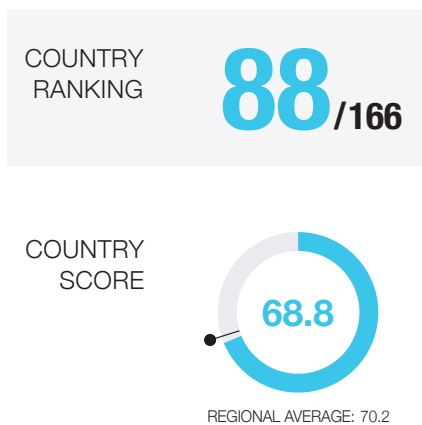 COUNTRY
RANKING
88/166
COUNTRY
SCORE
68.8
REGIONAL AVERAGE: 70.2